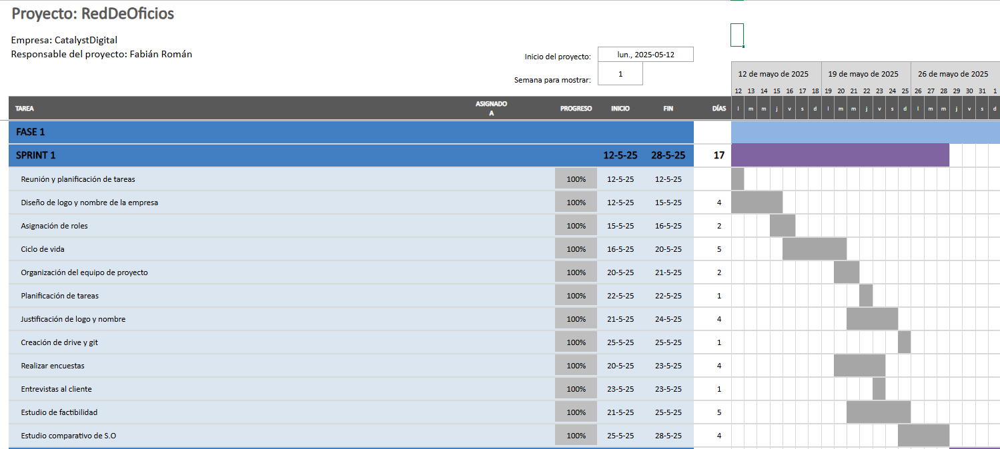 Proyecto: RedDeOficios
Empresa: CatalystDigital
Responsable del proyecto: Fabián Román
Inicio del proyecto: lun., 2025-05-12
Semana para mostrar: 1
12 de mayo de 2025 19 de mayo de 2025 26 de mayo de 2025
12 13 14 15 16 17 18 19 20 21 22 23 24 25 26 27 28 29 30 31 1
TAREA ASIGNADO A PROGRESO INICIO FIN DÍAS l m m j v s d l m m j v s d l m m j v s d
FASE 1
SPRINT 1 12-5-25 28-5-25 17
Reunión y planificación de tareas 100% 12-5-25 12-5-25
Diseño de logo y nombre de la empresa 100% 12-5-25 15-5-25 4
Asignación de roles 100% 15-5-25 16-5-25 2
Ciclo de vida 100% 16-5-25 20-5-25 5
Organización del equipo de proyecto 100% 20-5-25 21-5-25 2
Planificación de tareas 100% 22-5-25 22-5-25 1
Justificación de logo y nombre 100% 21-5-25 24-5-25 4
Creación de drive y git 100% 25-5-25 25-5-25 1
Realizar encuestas 100% 20-5-25 23-5-25 4
Entrevistas al cliente 100% 23-5-25 23-5-25 1
Estudio de factibilidad 100% 21-5-25 25-5-25 5
Estudio comparativo de S.O 100% 25-5-25 28-5-25 4